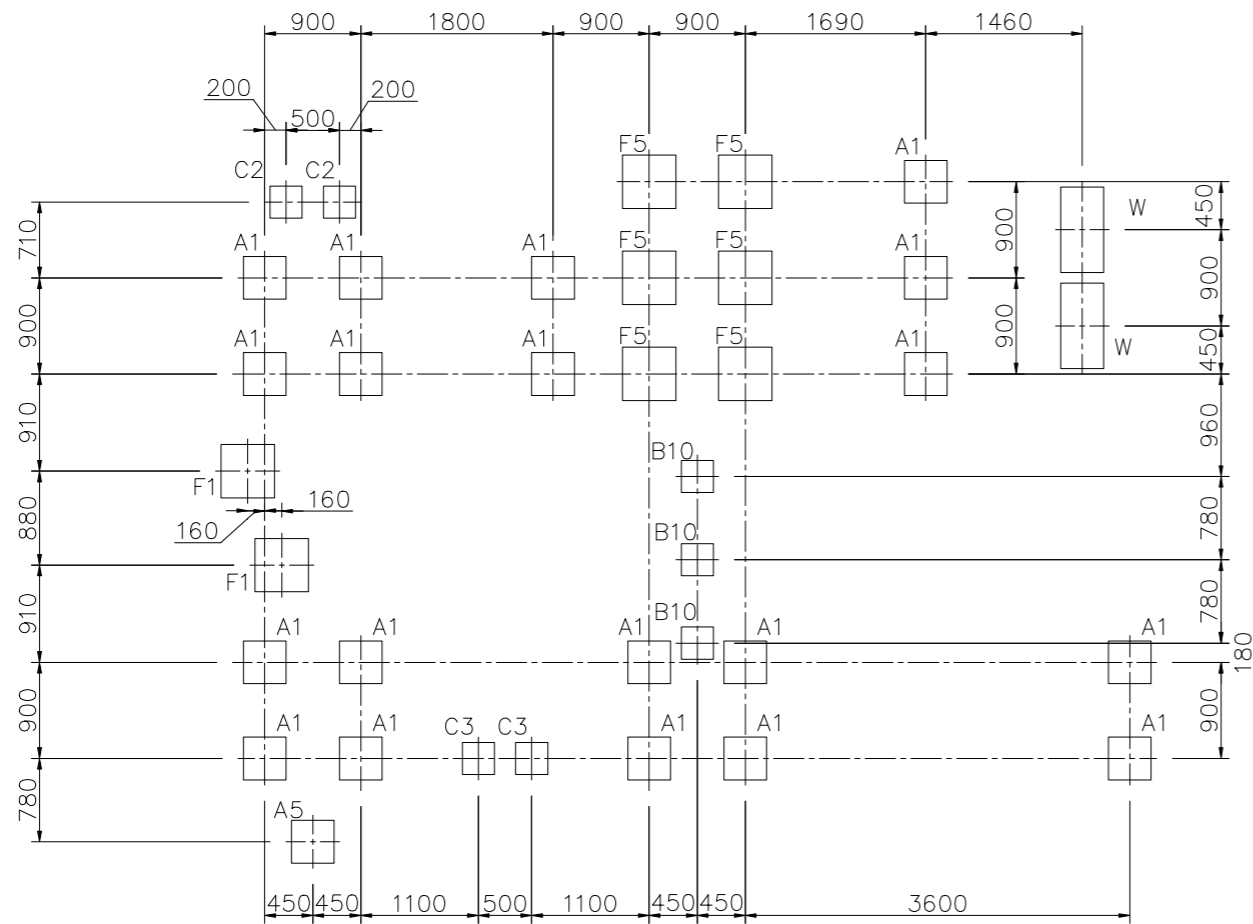 900 1800 900 900 1690 1460
200 500 200
F5 F5 A1
C2 C2 W
450
710 900
A1 A1 A1 F5 F5 A1
900
900 900
A1 A1 A1 F5 F5 A1
W 450
910 960
B10
F1
880 160 160 780
B10
F1
910 780
B10
A1 A1 A1 A1 A1
180
900 900
A1 A1 C3 C3 A1 A1 A1
780
A5
450 450 1100 500 1100 450 450 3600